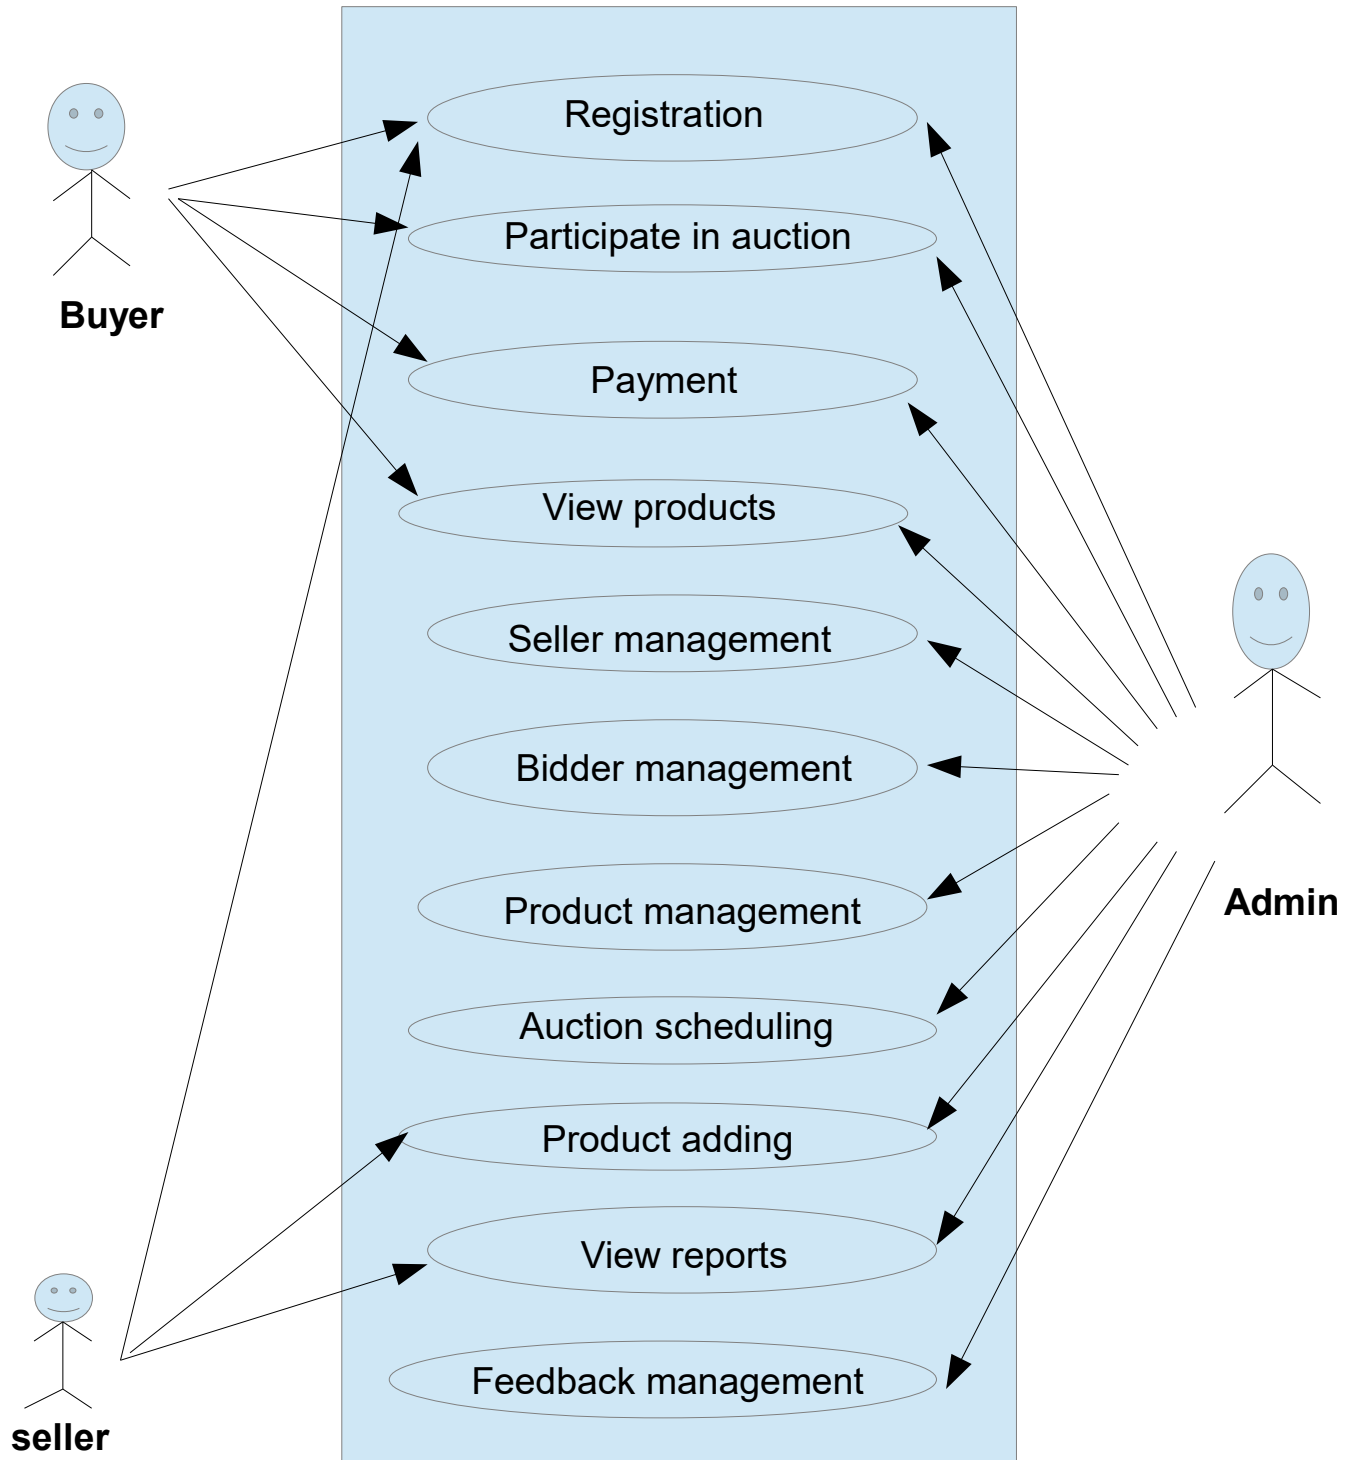 Registration
Participate in auction
Buyer
Payment
View products
Seller management
Bidder management
Product management
Admin
Auction scheduling
Product adding
View reports
Feedback management
seller